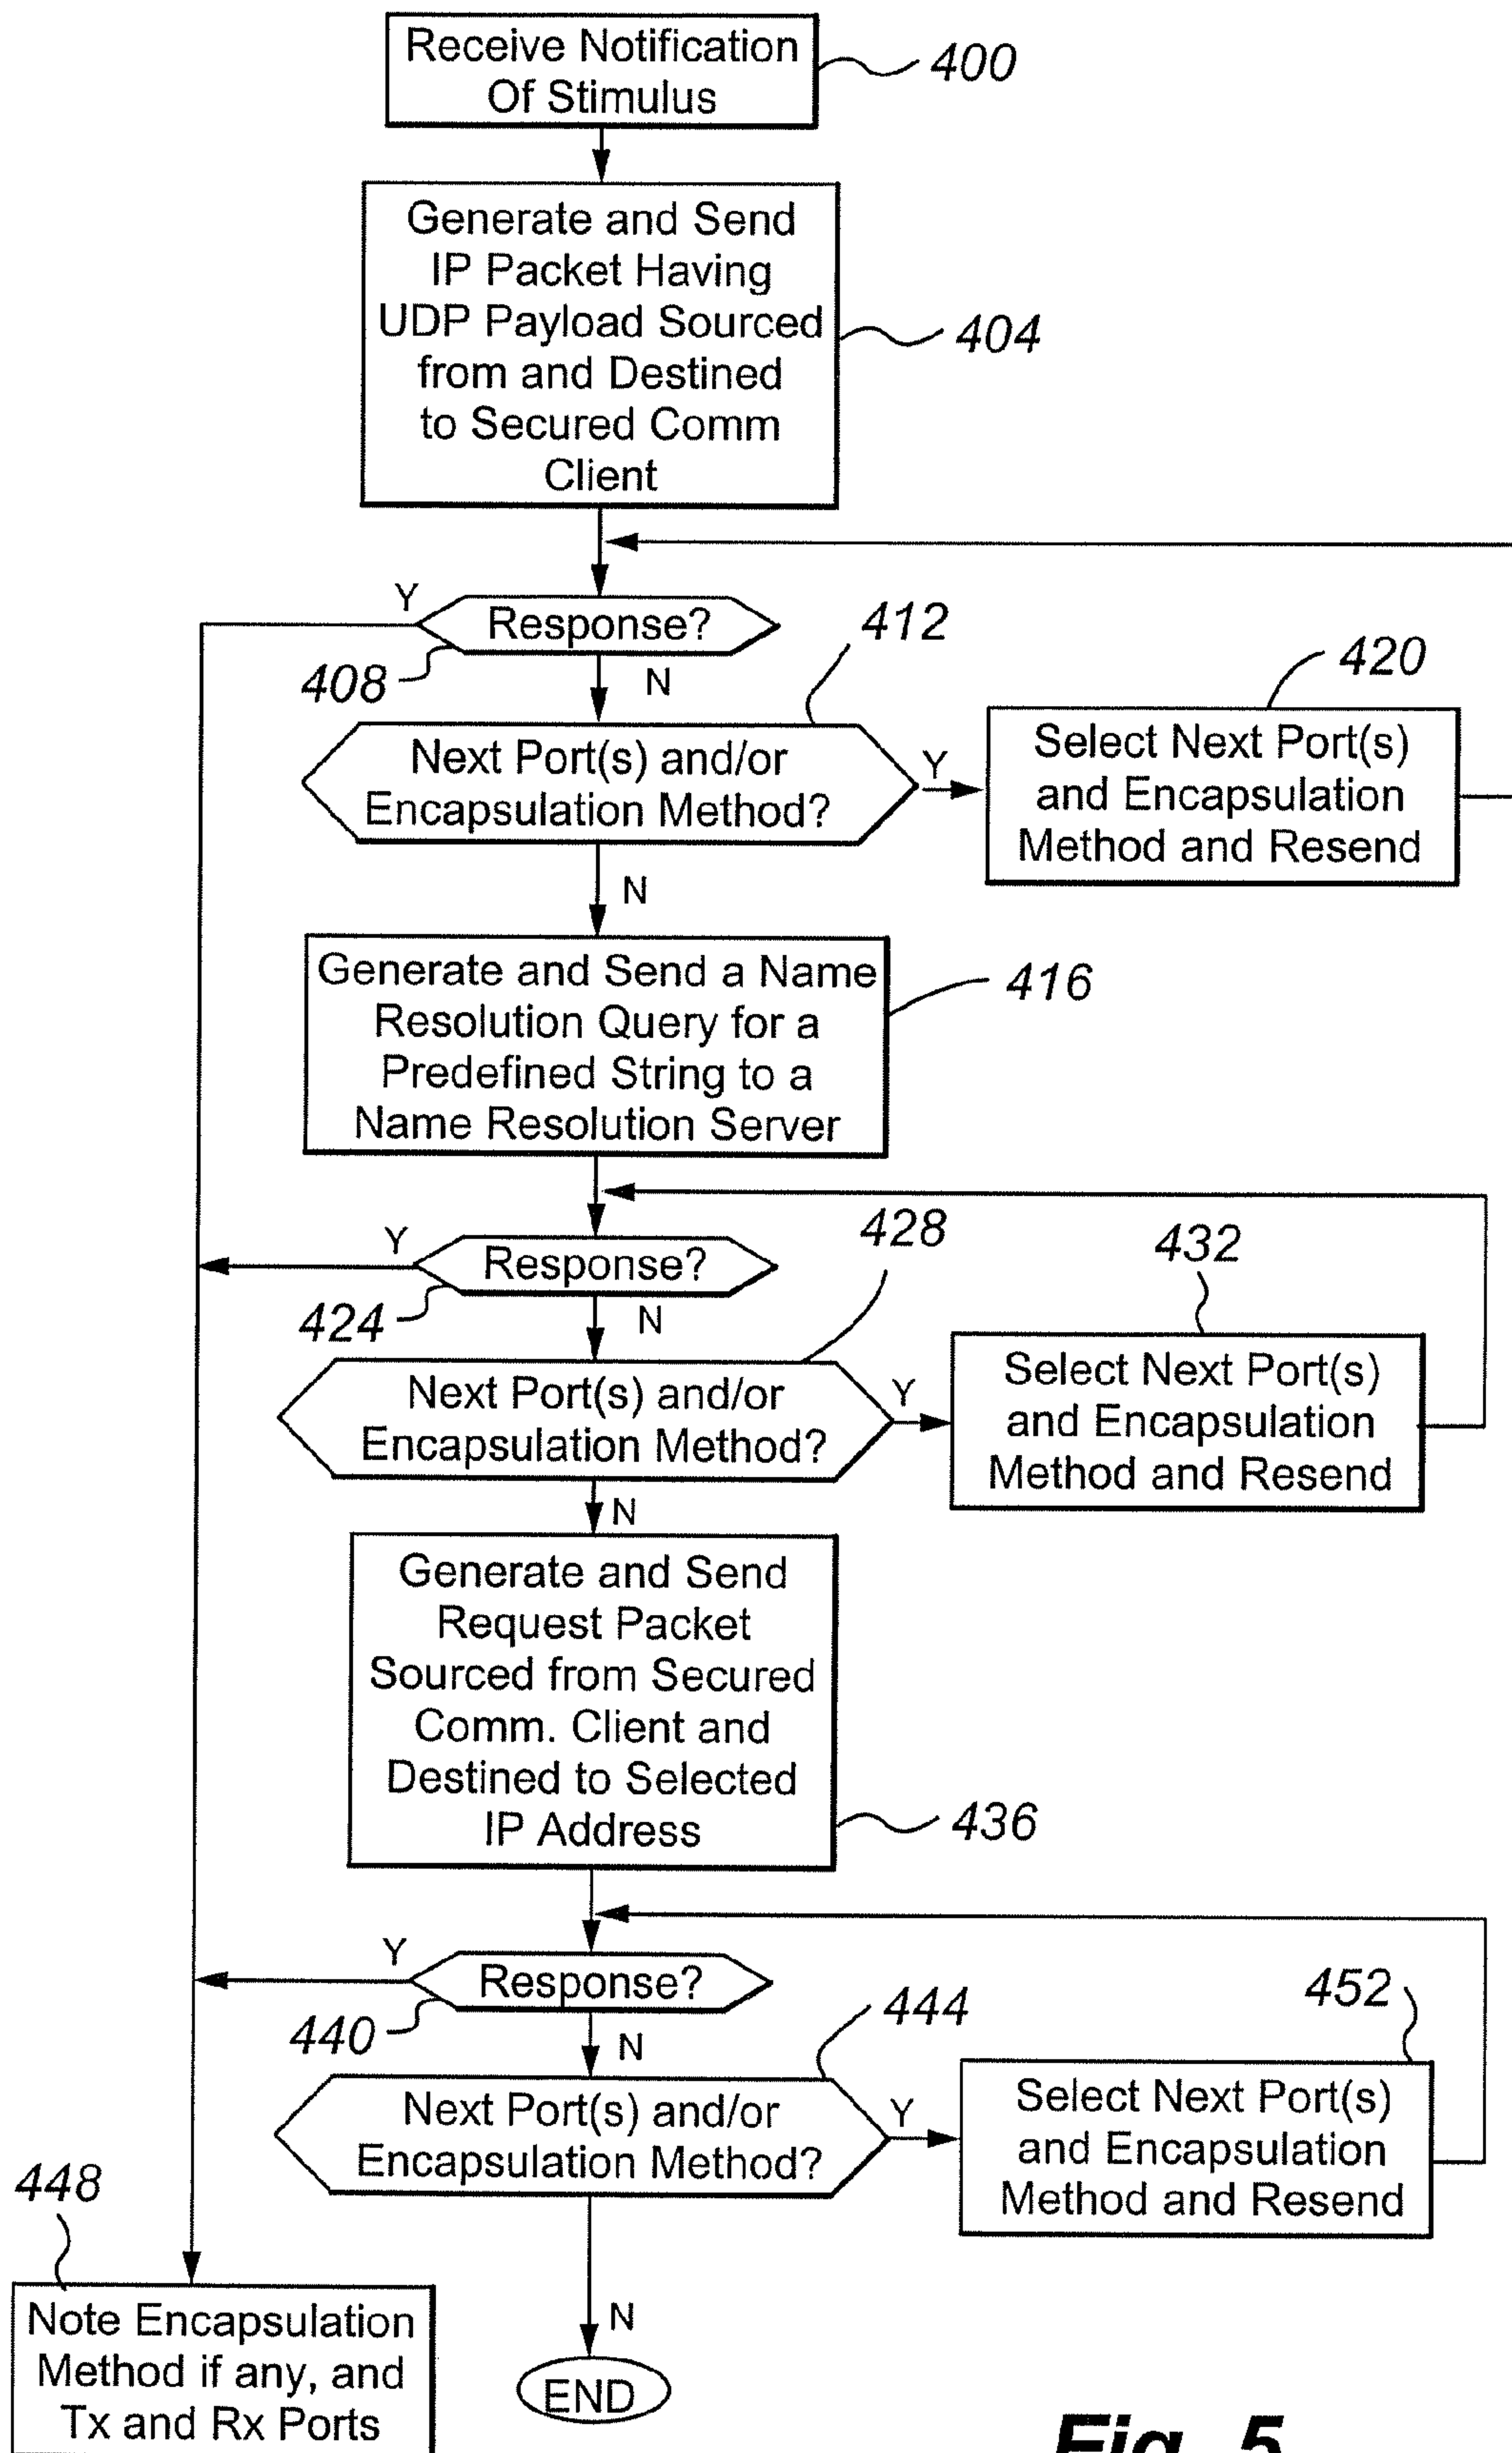 Receive Notification
Of Stimulus
400
Generate and Send
IP Packet Having
UDP Payload Sourced
from and Destined
to Secured Comm
Client
404
Y
Response?
408
N
412
Next Port(s) and/or
Encapsulation Method?
Y
420
Select Next Port(s)
and Encapsulation
Method and Resend
N
Generate and Send a Name
Resolution Query for a
Predefined String to a
Name Resolution Server
416
Y
Response?
424
N
428
Next Port(s) and/or
Encapsulation Method?
Y
432
Select Next Port(s)
and Encapsulation
Method and Resend
N
Generate and Send
Request Packet
Sourced from Secured
Comm. Client and
Destined to Selected
IP Address
436
Y
Response?
440
N
444
Next Port(s) and/or
Encapsulation Method?
Y
452
Select Next Port(s)
and Encapsulation
Method and Resend
448
Note Encapsulation
Method if any, and
Tx and Rx Ports
N
END
Fig. 5